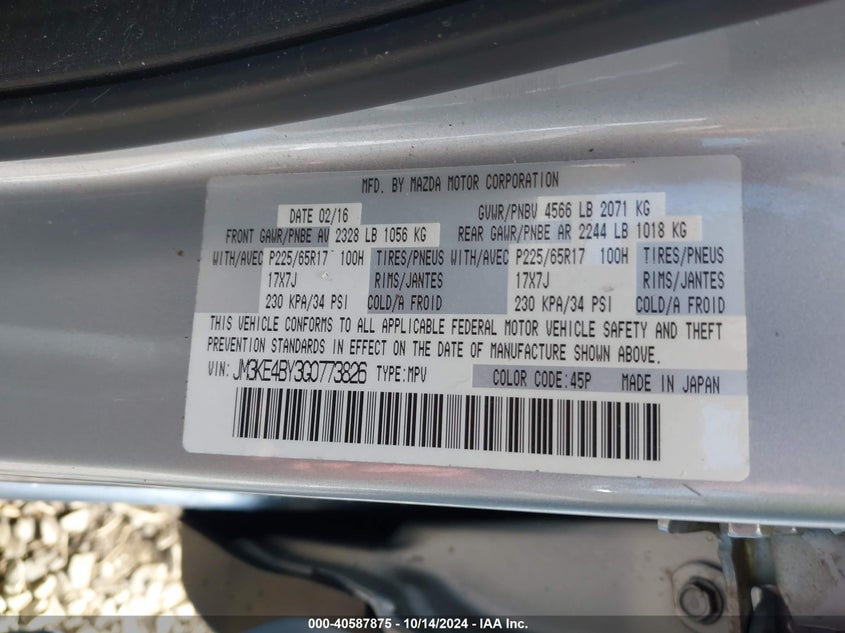 MFD. BY MAZDA MOTOR CORPORATION
DATE 02/16 GVWR/PNBV 4566 LB 2071 KG
FRONT GAWR/PNBE AV 2328 LB 1056 KG REAR GAWR/PNBE AR 2244 LB 1018 KG
WITH/AVEC P225/65R17 100H TIRES/PNEUS WITH/AVEC P225/65R17 100H TIRES/PNEUS
17X7J RIMS/JANTES 17X7J RIMS/JANTES
230 KPA/34 PSI COLD/A FROID 230 KPA/34 PSI COLD/A FROID
THIS VEHICLE CONFORMS TO ALL APPLICABLE FEDERAL MOTOR VEHICLE SAFETY AND THEFT
PREVENTION STANDARDS IN EFFECT ON THE DATE OF MANUFACTURE SHOWN ABOVE.
VIN: JM3KE4BY3G0773826 TYPE:MPV COLOR CODE:45P MADE IN JAPAN
000-40587875 - 10/14/2024 - IAA Inc.